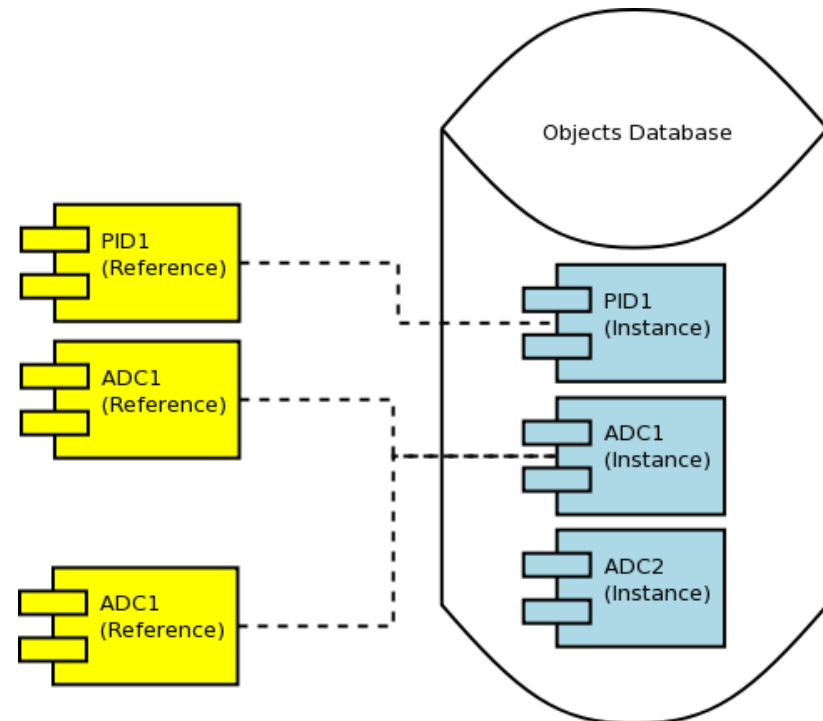 Objects Database
PID1
(Reference)
PID1
(Instance)
ADC1
(Reference)
ADC1
(Instance)
ADC2
(Instance)
ADC1
(Reference)